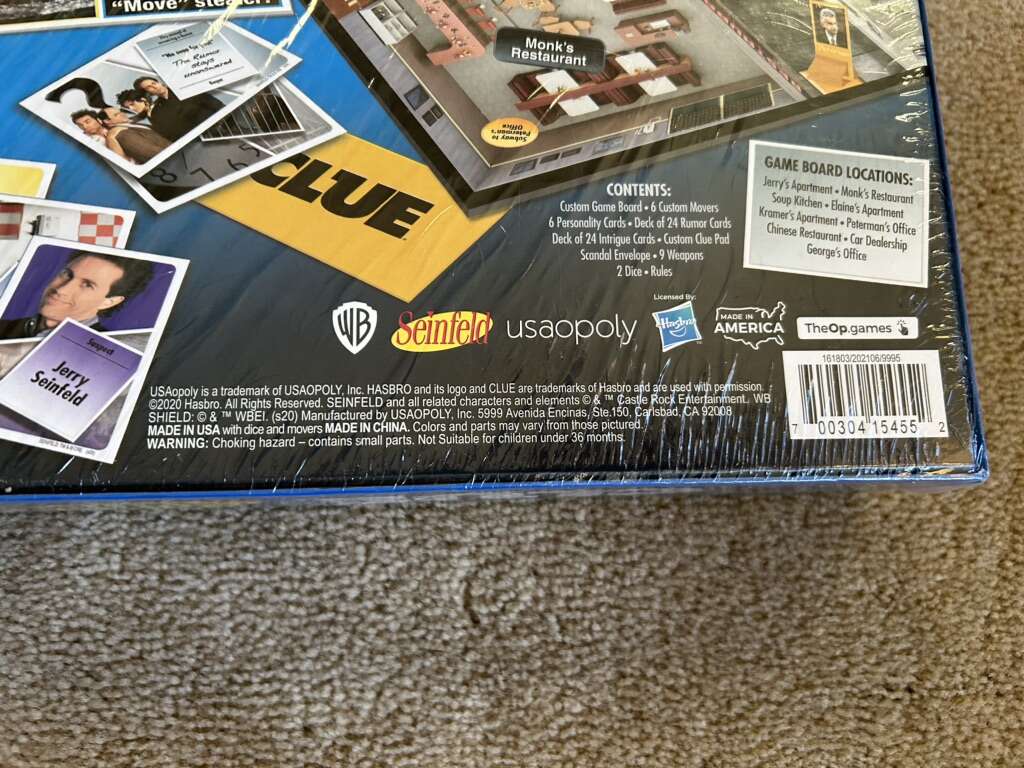 "Move" stealer!
The Rumor
stays
unanswered
CLUE
8 7 6 5
Monk's
Restaurant
Subway to
Peterman's
Office
CONTENTS:
Custom Game Board • 6 Custom Movers
6 Personality Cards • Deck of 24 Rumor Cards
Deck of 24 Intrigue Cards • Custom Clue Pad
Scandal Envelope • 9 Weapons
2 Dice • Rules
GAME BOARD LOCATIONS:
Jerry's Apartment • Monk's Restaurant
Soup Kitchen • Elaine's Apartment
Kramer's Apartment • Peterman's Office
Chinese Restaurant • Car Dealership
George's Office
Suspect
Jerry
Seinfeld
WB
Seinfeld
usaopoly
Licensed By:
Hasbro
MADE IN
AMERICA
TheOp.games
161803/202106/9995
7 00304 15455 2
USAopoly is a trademark of USAOPOLY, Inc. HASBRO and its logo and CLUE are trademarks of Hasbro and are used with permission.
©2020 Hasbro. All Rights Reserved. SEINFELD and all related characters and elements © & ™ Castle Rock Entertainment. WB
SHIELD: © & ™ WBEI. (s20) Manufactured by USAOPOLY, Inc. 5999 Avenida Encinas, Ste.150, Carlsbad, CA 92008
MADE IN USA with dice and movers MADE IN CHINA. Colors and parts may vary from those pictured.
WARNING: Choking hazard – contains small parts. Not Suitable for children under 36 months.